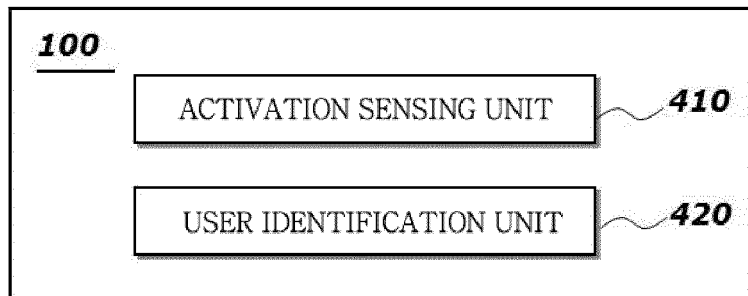 100
ACTIVATION SENSING UNIT 410
USER IDENTIFICATION UNIT 420